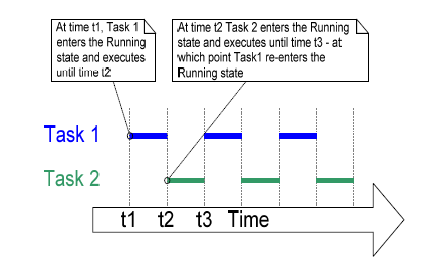 At time t1, Task 1
enters the Running
state and executes
until time t2
At time t2 Task 2 enters the Running
state and executes until time t3 - at
which point Task1 re-enters the
Running state
Task 1
Task 2
t1 t2 t3 Time